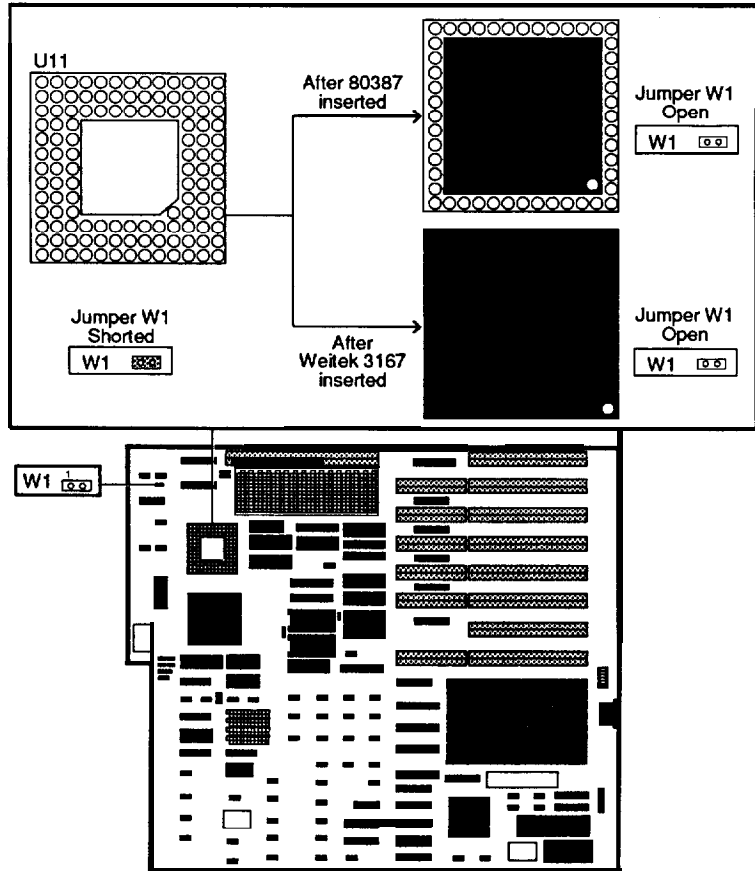 U11
After 80387
inserted
Jumper W1
Open
W1
Jumper W1
Shorted
W1
After
Weitek 3167
inserted
Jumper W1
Open
W1
W1 1